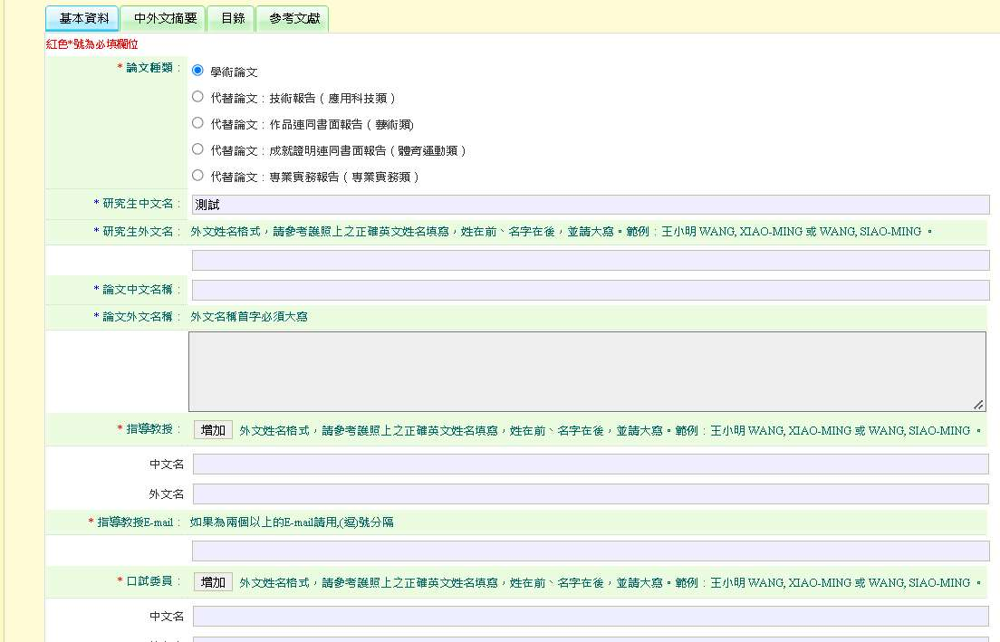 基本資料 中外文摘要 目錄 參考文獻
紅色*號為必填欄位
* 論文種類： 學術論文
代替論文：技術報告（應用科技類）
代替論文：作品連同書面報告（藝術類)
代替論文：成就證明連同書面報告（體育運動類）
代替論文：專業實務報告（專業實務類）
* 研究生中文名： 測試
* 研究生外文名： 外文姓名格式，請參考護照上之正確英文姓名填寫，姓在前、名字在後，並請大寫。範例：王小明 WANG, XIAO-MING 或 WANG, SIAO-MING 。
* 論文中文名稱：
* 論文外文名稱： 外文名稱首字必須大寫
* 指導教授： 增加 外文姓名格式，請參考護照上之正確英文姓名填寫，姓在前、名字在後，並請大寫。範例：王小明 WANG, XIAO-MING 或 WANG, SIAO-MING 。
中文名
外文名
* 指導教授E-mail： 如果為兩個以上的E-mail請用,(逗)號分隔
* 口試委員： 增加 外文姓名格式，請參考護照上之正確英文姓名填寫，姓在前、名字在後，並請大寫。範例：王小明 WANG, XIAO-MING 或 WANG, SIAO-MING 。
中文名